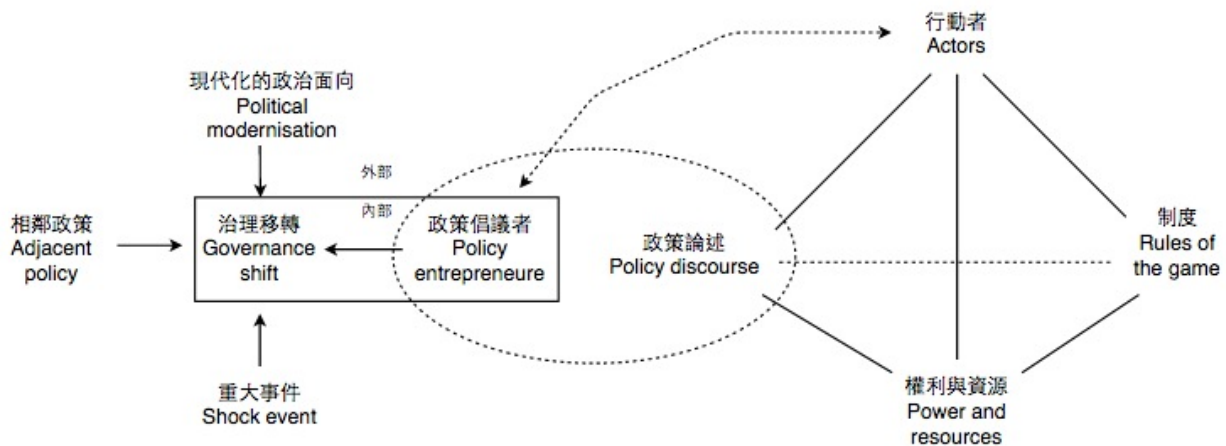 行動者
Actors
現代化的政治面向
Political
modernisation
外部
內部
相鄰政策
Adjacent
policy
治理移轉
Governance
shift
政策倡議者
Policy
entrepreneure
政策論述
Policy discourse
制度
Rules of
the game
重大事件
Shock event
權利與資源
Power and
resources